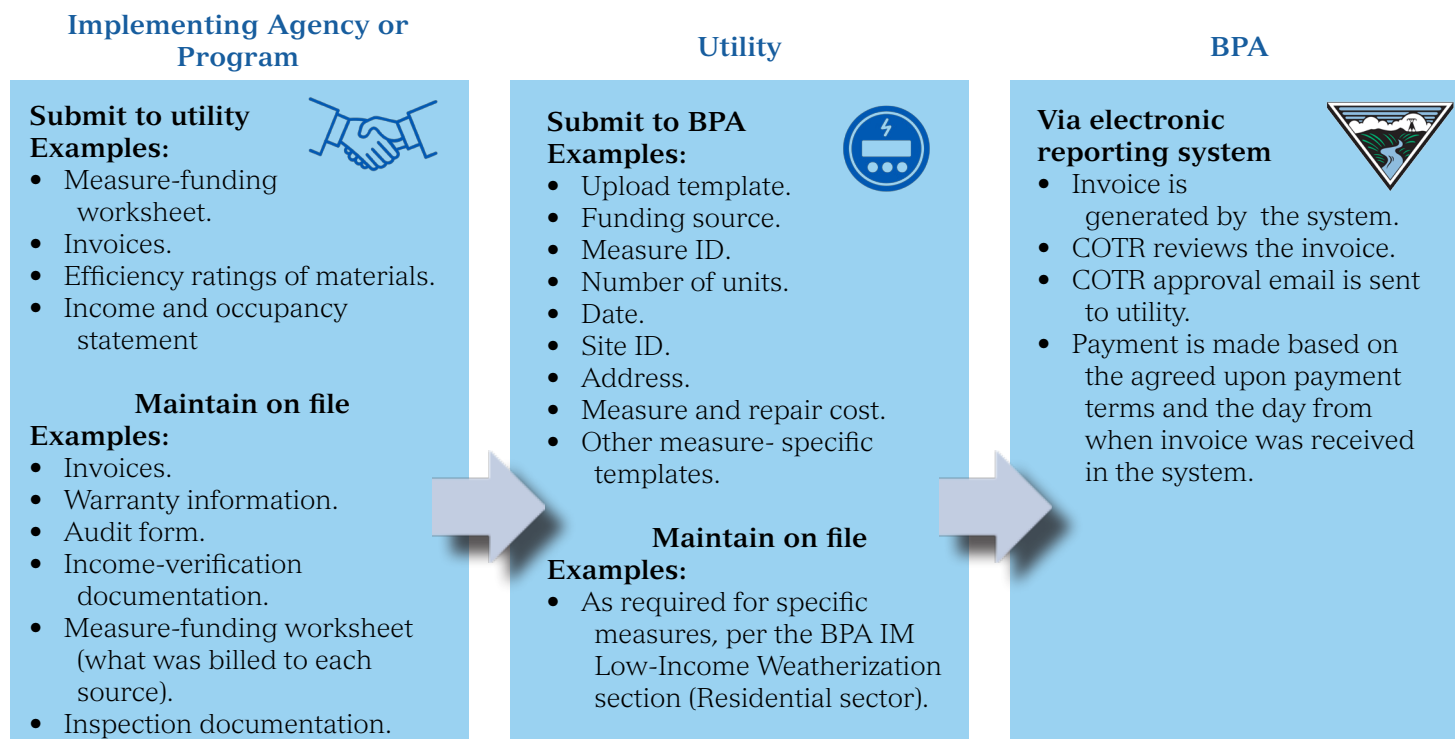 Implementing Agency or
Program
Submit to utility
Examples:
• Measure-funding
worksheet.
• Invoices.
• Efficiency ratings of materials.
• Income and occupancy
statement
Maintain on file
Examples:
• Invoices.
• Warranty information.
• Audit form.
• Income-verification
documentation.
• Measure-funding worksheet
(what was billed to each
source).
• Inspection documentation.
Utility
Submit to BPA
Examples:
• Upload template.
• Funding source.
• Measure ID.
• Number of units.
• Date.
• Site ID.
• Address.
• Measure and repair cost.
• Other measure- specific
templates.
Maintain on file
Examples:
• As required for specific
measures, per the BPA IM
Low-Income Weatherization
section (Residential sector).
BPA
Via electronic
reporting system
• Invoice is
generated by  the system.
• COTR reviews the invoice.
• COTR approval email is sent
to utility.
• Payment is made based on
the agreed upon payment
terms and the day from
when invoice was received
in the system.